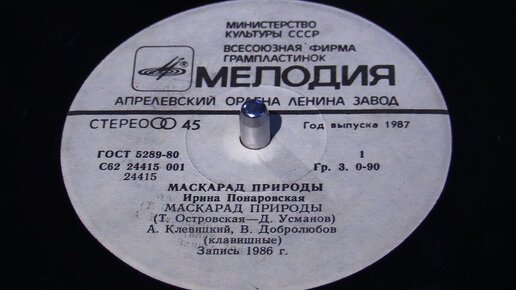 МИНИСТЕРСТВО
КУЛЬТУРЫ СССР
ВСЕСОЮЗНАЯ ФИРМА
ГРАМПЛАСТИНОК
МЕЛОДИЯ
АПРЕЛЕВСКИЙ ОРДЕНА ЛЕНИНА ЗАВОД
СТЕРЕО 45 Год выпуска 1987
ГОСТ 5289-80 1
С62 24415 001 Гр. 3. 0-90
24415
МАСКАРАД ПРИРОДЫ
Ирина Понаровская
МАСКАРАД ПРИРОДЫ
(Т. Островская—Д. Усманов)
А. Клевицкий, В. Добролюбов
(клавишные)
Запись 1986 г.